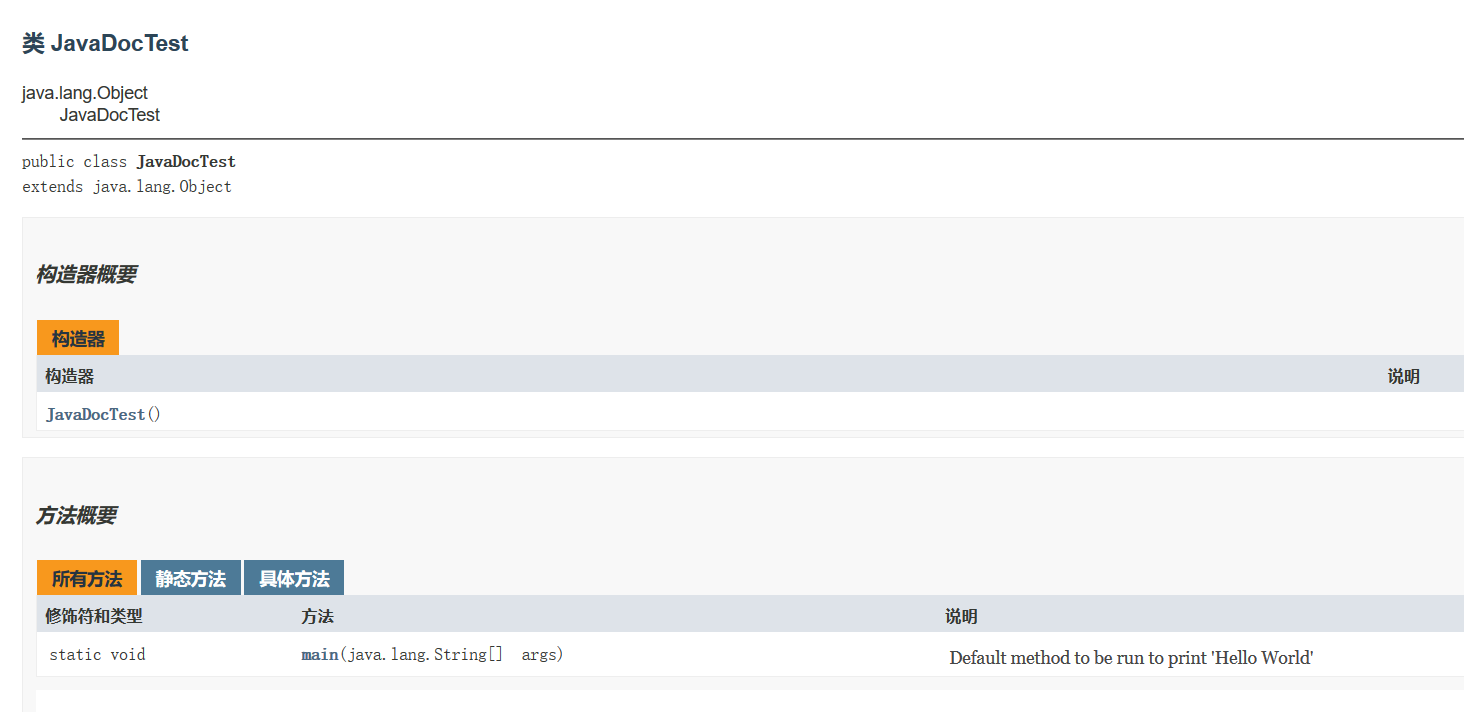 类 JavaDocTest
java.lang.Object
JavaDocTest
public class JavaDocTest
extends java.lang.Object
构造器概要
构造器
构造器 说明
JavaDocTest()
方法概要
所有方法 静态方法 具体方法
修饰符和类型 方法 说明
static void main(java.lang.String[] args) Default method to be run to print 'Hello World'